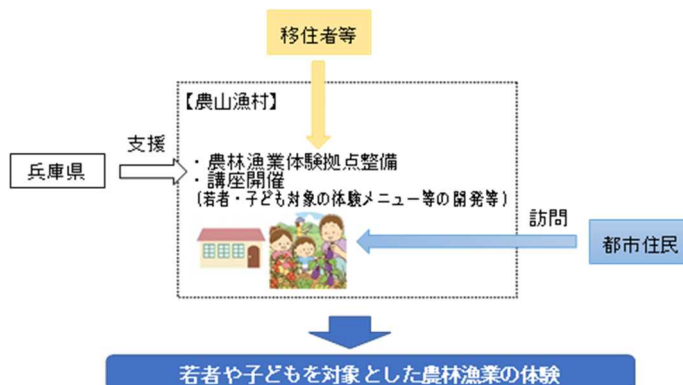 移住者等
【農山漁村】
支援
兵庫県
・農林漁業体験拠点整備
・講座開催
(若者・子ども対象の体験メニュー等の開発等)
訪問
都市住民
若者や子どもを対象とした農林漁業の体験